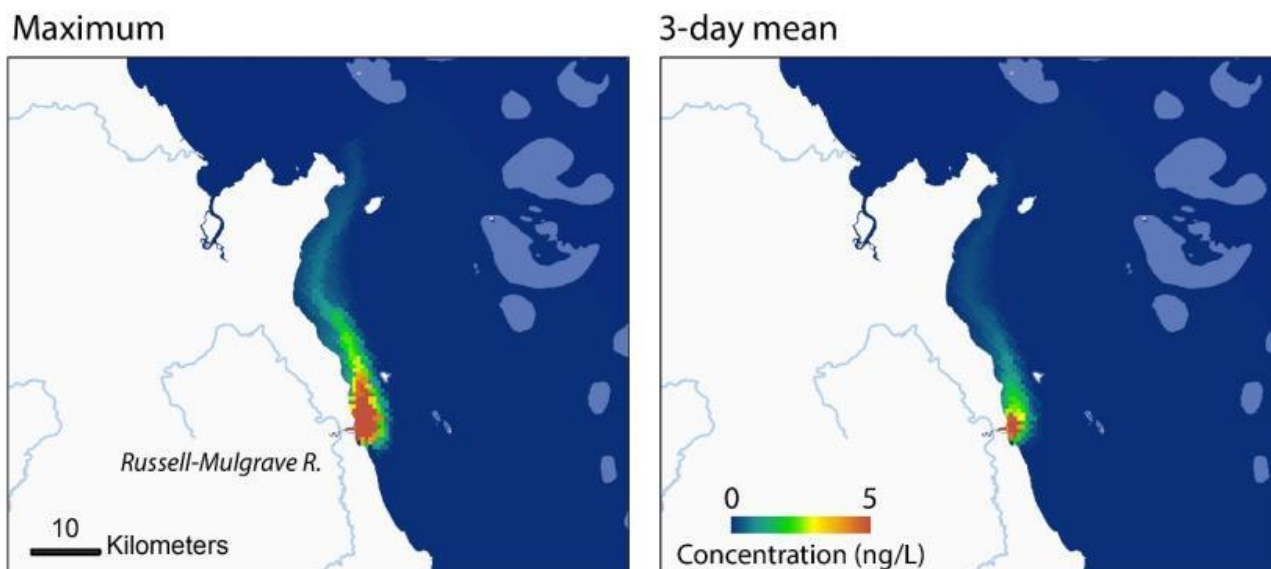 Maximum
3-day mean
Russell-Mulgrave R.
10
Kilometers
0 5
Concentration (ng/L)